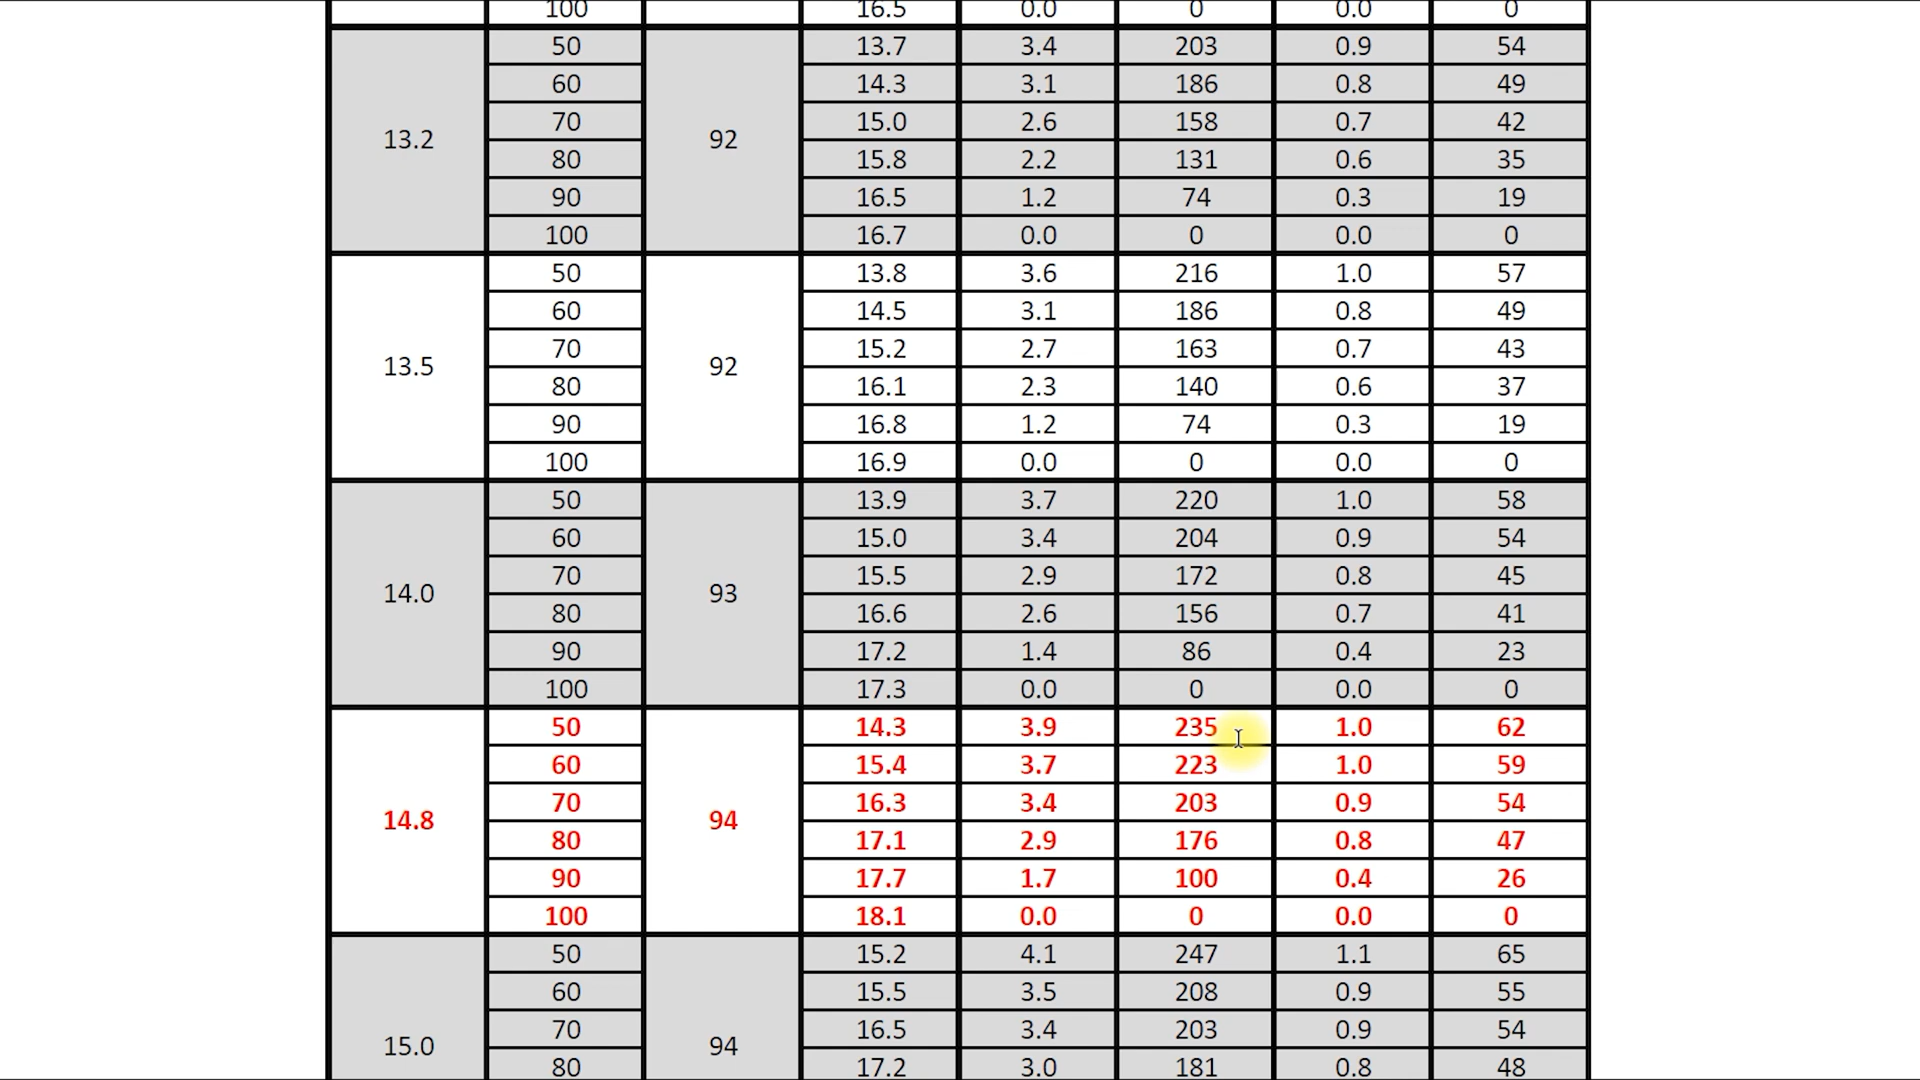 100 16.5 0.0 0 0.0 0
50 13.7 3.4 203 0.9 54
60 14.3 3.1 186 0.8 49
70 15.0 2.6 158 0.7 42
13.2 92
80 15.8 2.2 131 0.6 35
90 16.5 1.2 74 0.3 19
100 16.7 0.0 0 0.0 0
50 13.8 3.6 216 1.0 57
60 14.5 3.1 186 0.8 49
70 15.2 2.7 163 0.7 43
13.5 92
80 16.1 2.3 140 0.6 37
90 16.8 1.2 74 0.3 19
100 16.9 0.0 0 0.0 0
50 13.9 3.7 220 1.0 58
60 15.0 3.4 204 0.9 54
70 15.5 2.9 172 0.8 45
14.0 93
80 16.6 2.6 156 0.7 41
90 17.2 1.4 86 0.4 23
100 17.3 0.0 0 0.0 0
50 14.3 3.9 235 1.0 62
60 15.4 3.7 223 1.0 59
70 16.3 3.4 203 0.9 54
14.8 94
80 17.1 2.9 176 0.8 47
90 17.7 1.7 100 0.4 26
100 18.1 0.0 0 0.0 0
50 15.2 4.1 247 1.1 65
60 15.5 3.5 208 0.9 55
70 16.5 3.4 203 0.9 54
15.0 94
80 17.2 3.0 181 0.8 48